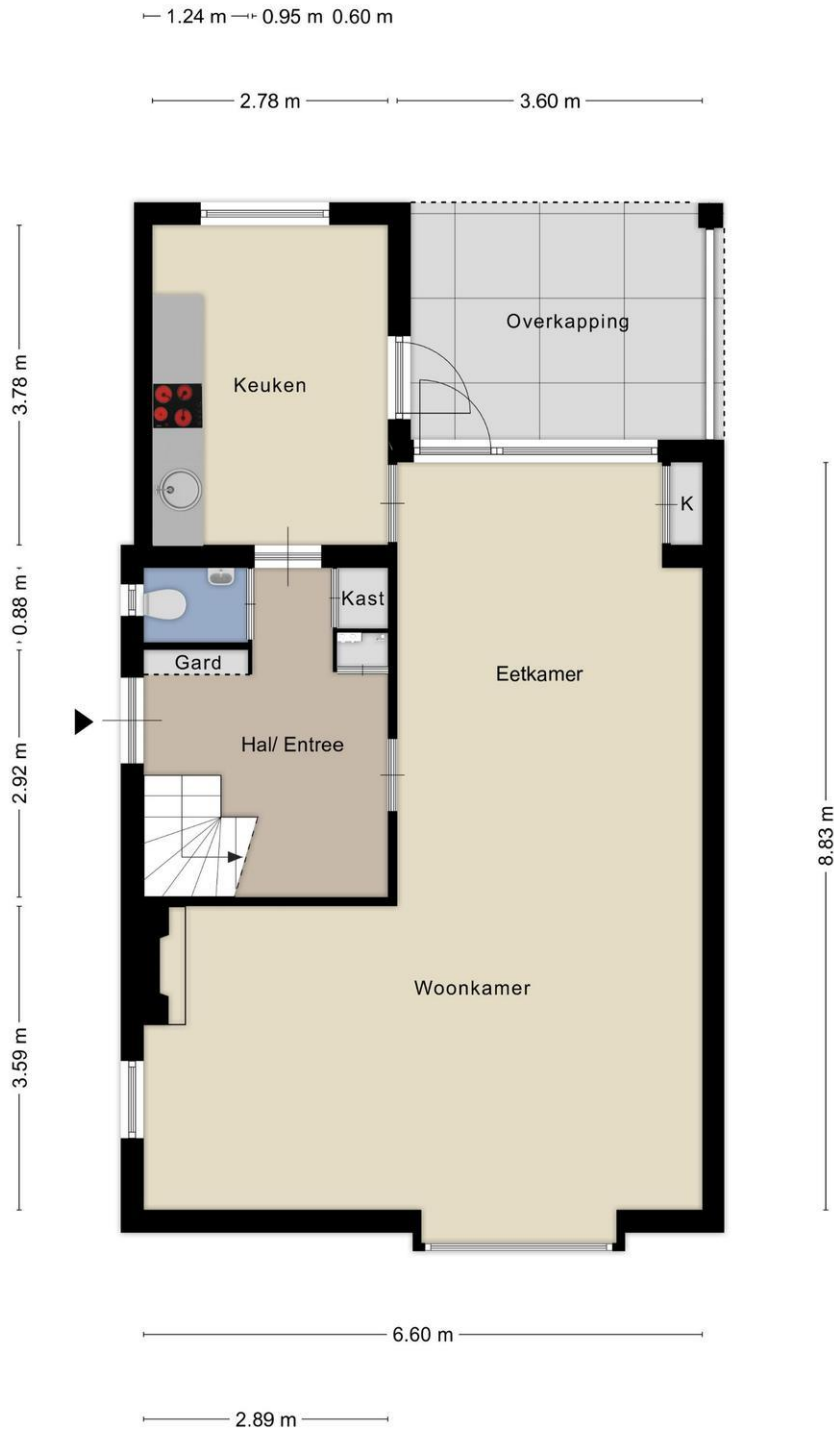 1.24 m 0.95 m 0.60 m
2.78 m 3.60 m
Overkapping
Keuken
3.78 m
K
Kast
0.88 m
Gard
Eetkamer
Hal/ Entree
2.92 m
8.83 m
Woonkamer
3.59 m
6.60 m
2.89 m